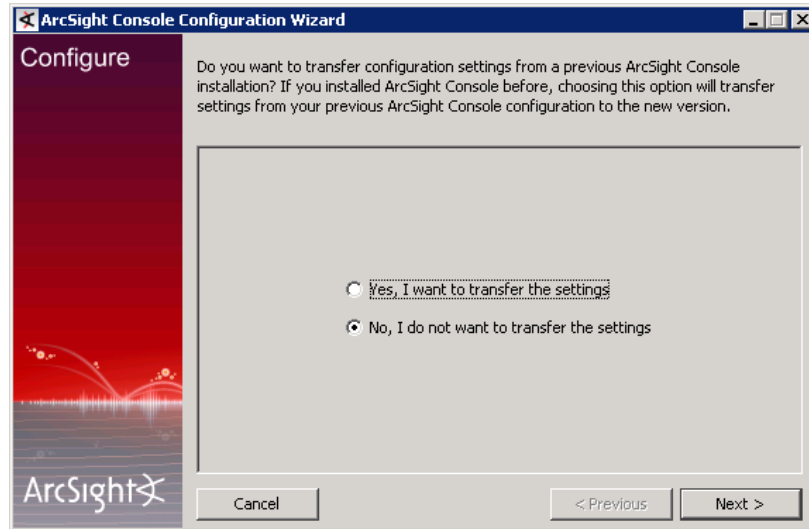 ArcSight Console Configuration Wizard
Configure
Do you want to transfer configuration settings from a previous ArcSight Console
installation? If you installed ArcSight Console before, choosing this option will transfer
settings from your previous ArcSight Console configuration to the new version.
Yes, I want to transfer the settings
No, I do not want to transfer the settings
ArcSight
Cancel
< Previous
Next >